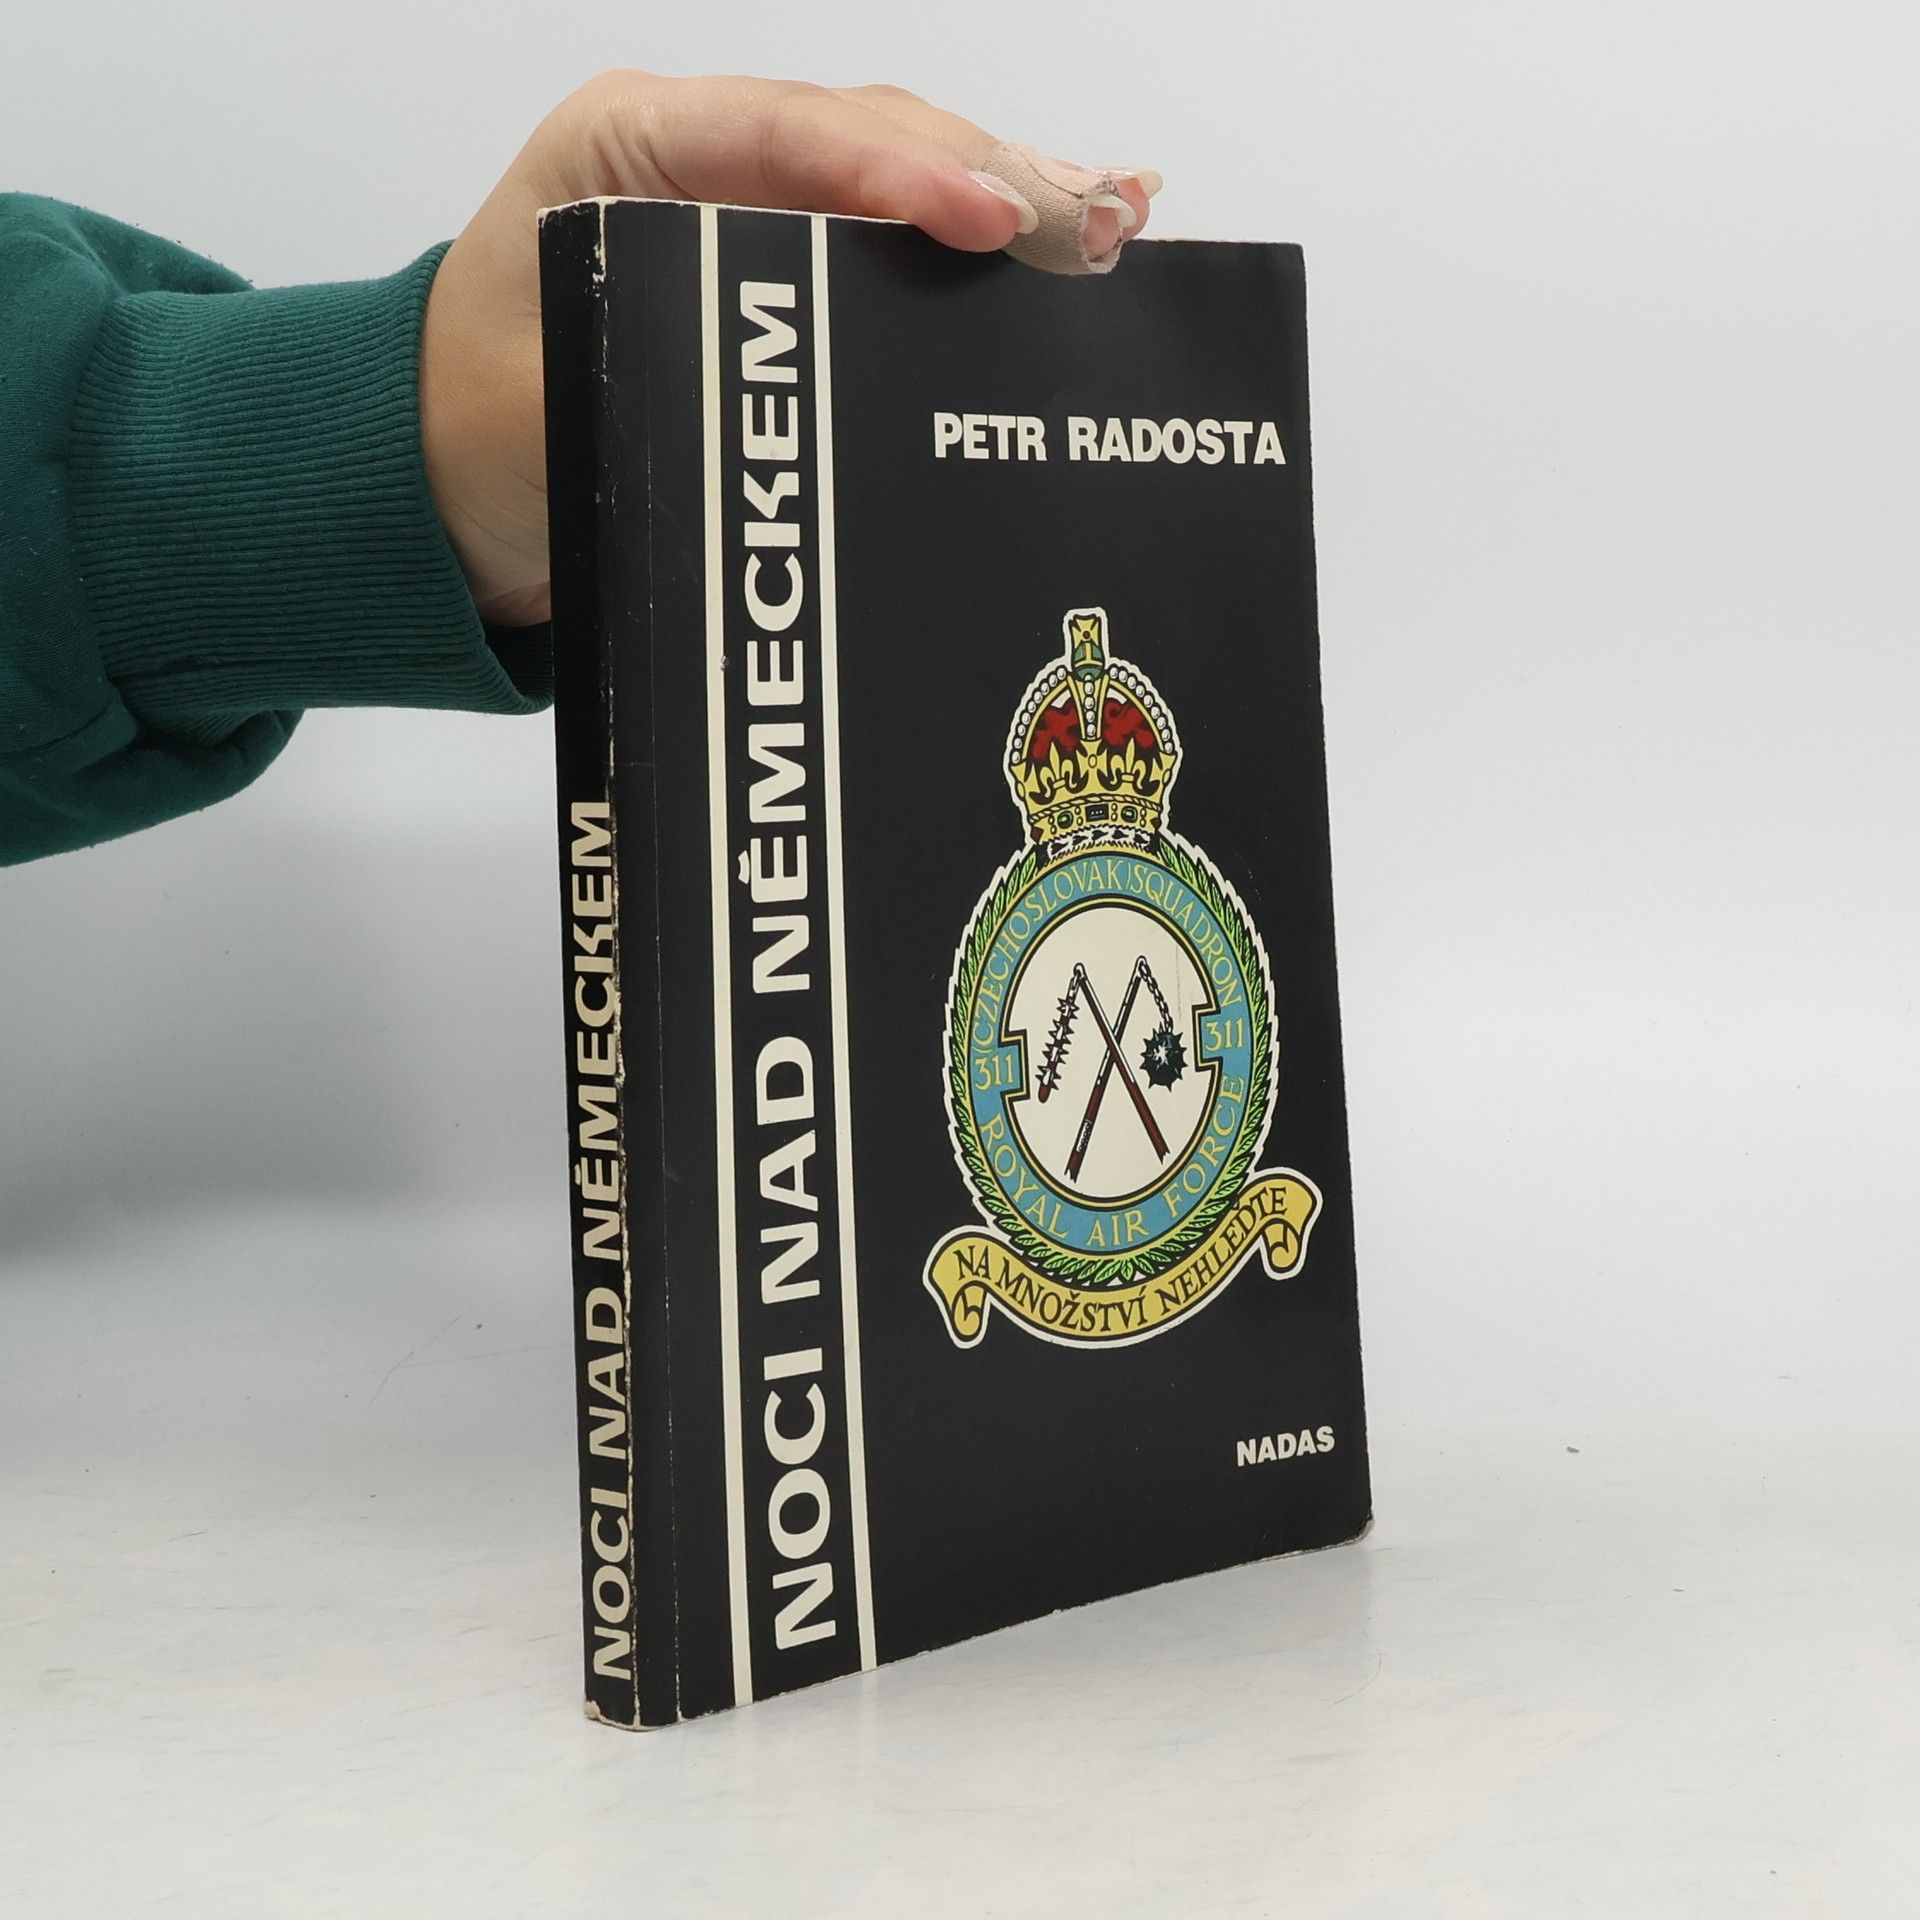 NOCI NAD NĚMECKEM
NOCI NAD NĚMECKEM
PETR RADOSTA
(CZECHOSLOVAK) SQUADRON
311
311
ROYAL AIR FORCE
NA MNOŽSTVÍ NEHLEĎTE
NADAS